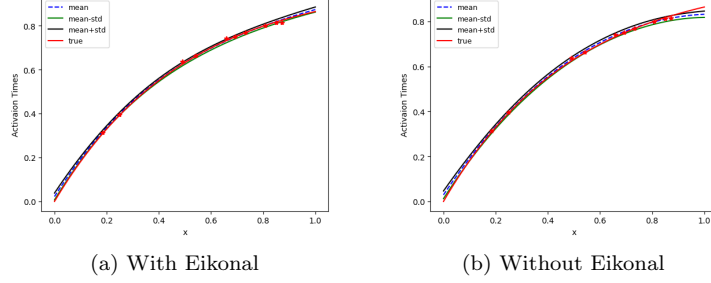 mean
mean-std
mean+std
true
Activaion Times
0.0
0.2
0.4
0.6
0.8
0.0 0.2 0.4 0.6 0.8 1.0
x
(a) With Eikonal
mean
mean-std
mean+std
true
Activaion Times
0.0
0.2
0.4
0.6
0.8
0.0 0.2 0.4 0.6 0.8 1.0
x
(b) Without Eikonal